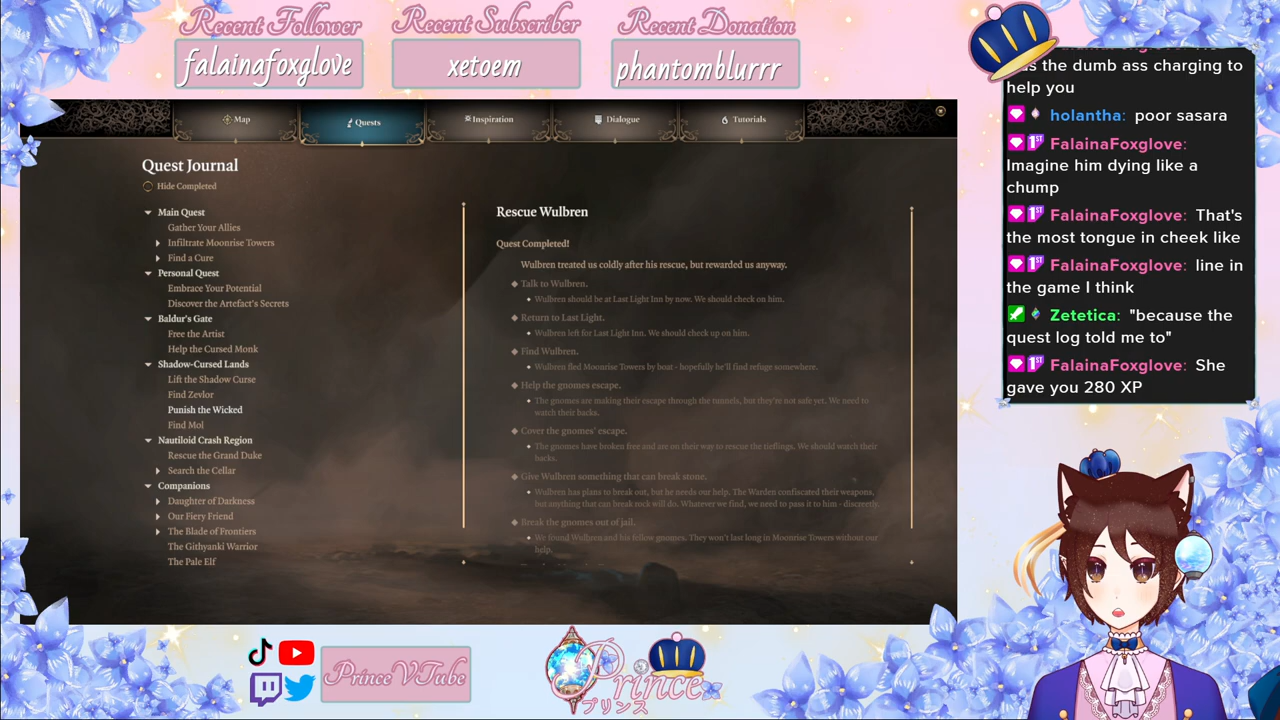 Recent Follower
falainafoxglove
Recent Subscriber
xetoem
Recent Donation
phantomblurrr
Map
Quests
Inspiration
Dialogue
Tutorials
Quest Journal
Hide Completed
Main Quest
Gather Your Allies
Infiltrate Moonrise Towers
Find a Cure
Personal Quest
Embrace Your Potential
Discover the Artefact's Secrets
Baldur's Gate
Free the Artist
Help the Cursed Monk
Shadow-Cursed Lands
Lift the Shadow Curse
Find Zevlor
Punish the Wicked
Find Mol
Nautiloid Crash Region
Rescue the Grand Duke
Search the Cellar
Companions
Daughter of Darkness
Our Fiery Friend
The Blade of Frontiers
The Githyanki Warrior
The Pale Elf
Rescue Wulbren
Quest Completed!
Wulbren treated us coldly after his rescue, but rewarded us anyway.
Talk to Wulbren.
Wulbren should be at Last Light Inn by now. We should check on him.
Return to Last Light.
Wulbren left for Last Light Inn. We should check up on him.
Find Wulbren.
Wulbren fled Moonrise Towers by boat - hopefully he'll find refuge somewhere.
Help the gnomes escape.
The gnomes are making their escape through the tunnels, but they're not safe yet. We need to
watch their backs.
Cover the gnomes' escape.
The gnomes have broken free and are on their way to rescue the tieflings. We should watch their
backs.
Give Wulbren something that can break stone.
Wulbren has plans to break out, but he needs our help. The Warden confiscated their weapons,
but anything that can break rock will do. Whatever we find, we need to pass it to him - discreetly.
Break the gnomes out of jail.
We found Wulbren and his fellow gnomes. They won't last long in Moonrise Towers without our
help.
the dumb ass charging to
help you
holantha: poor sasara
FalainaFoxglove:
Imagine him dying like a
chump
FalainaFoxglove: That's
the most tongue in cheek like
FalainaFoxglove: line in
the game I think
Zetetica: "because the
quest log told me to"
FalainaFoxglove: She
gave you 280 XP
1ST
1ST
1ST
1ST
Prince VTube
Prince
プリンス